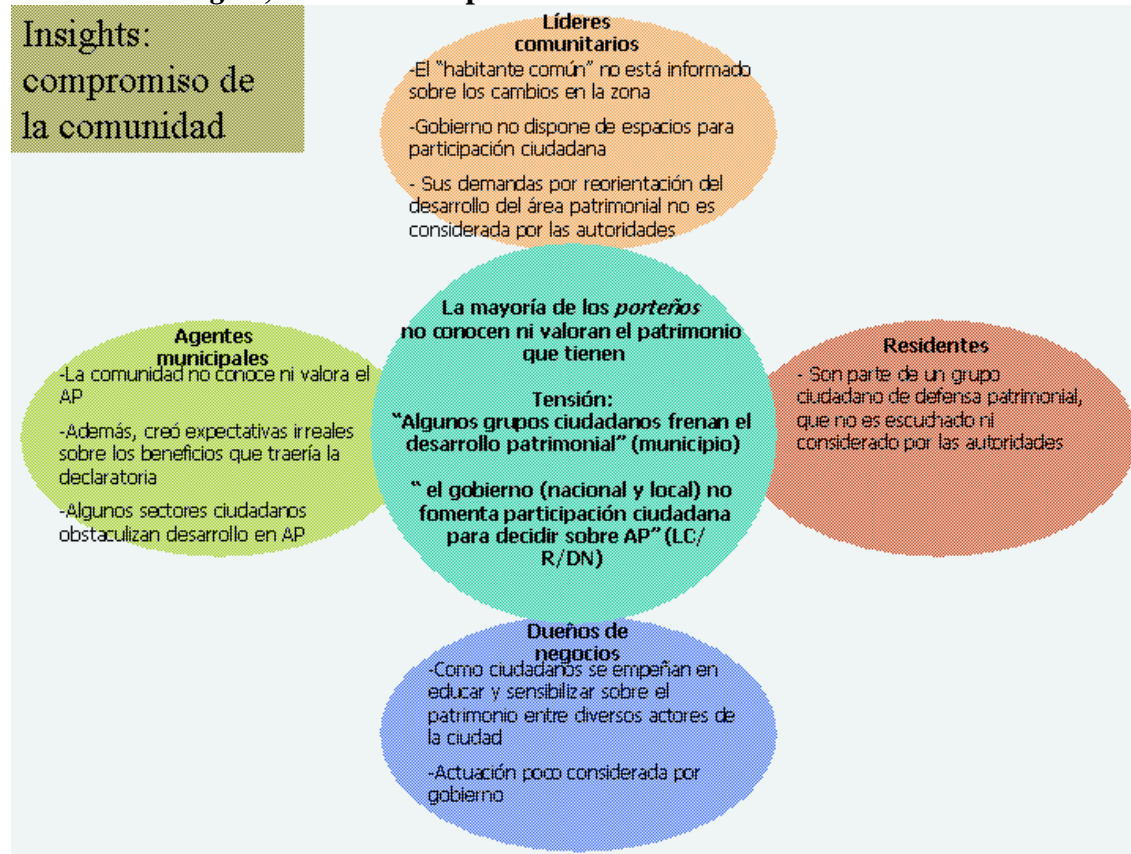 Insights:
compromiso de
la comunidad
Líderes
comunitarios
-El "habitante común" no está informado
sobre los cambios en la zona
-Gobierno no dispone de espacios para
participación ciudadana
- Sus demandas por reorientación del
desarrollo del área patrimonial no es
considerada por las autoridades
Agentes
municipales
-La comunidad no conoce ni valora el
AP
-Además, creó expectativas irreales
sobre los beneficios que traería la
declaratoria
-Algunos sectores ciudadanos
obstaculizan desarrollo en AP
La mayoría de los porteños
no conocen ni valoran el patrimonio
que tienen
Tensión:
"Algunos grupos ciudadanos frenan el
desarrollo patrimonial" (municipio)
" el gobierno (nacional y local) no
fomenta participación ciudadana
para decidir sobre AP" (LC/
R/DN)
Residentes
- Son parte de un grupo
ciudadano de defensa patrimonial,
que no es escuchado ni
considerado por las autoridades
Dueños de
negocios
-Como ciudadanos se empeñan en
educar y sensibilizar sobre el
patrimonio entre diversos actores de
la ciudad
-Actuación poco considerada por
gobierno